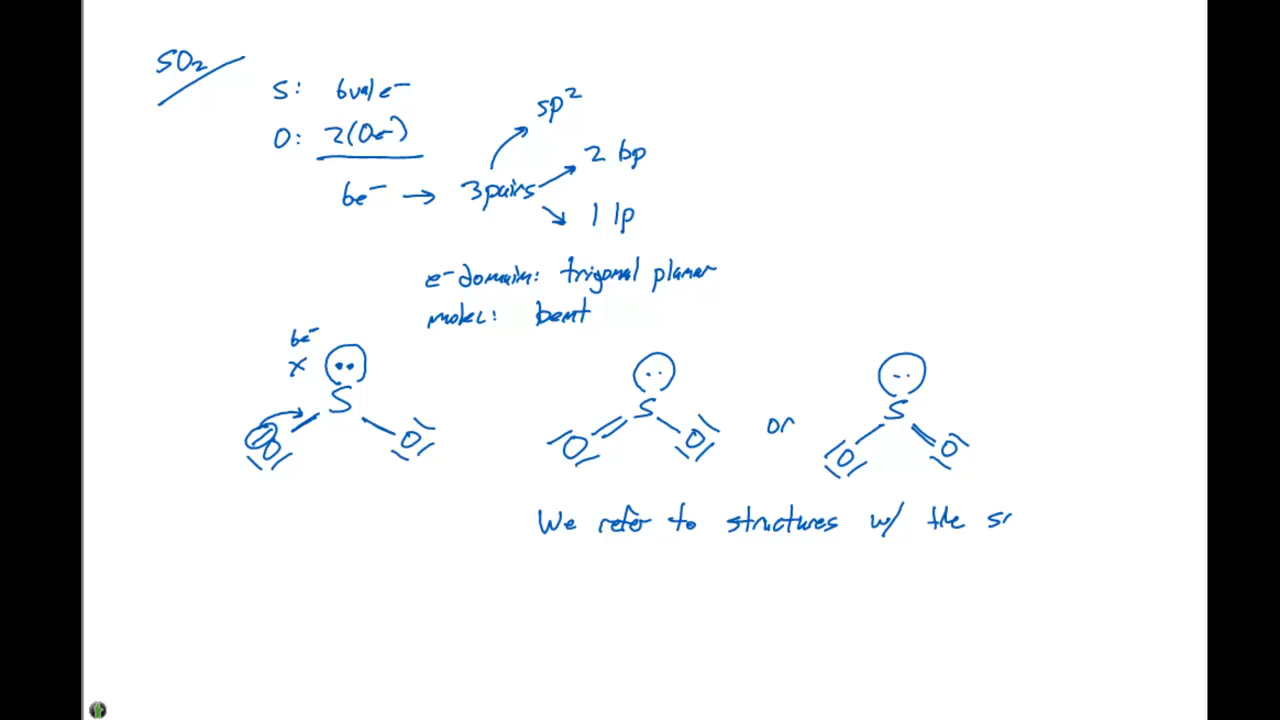 SO2
S: 6 val e-
O: 2(0e-)
6e- → 3 pairs
sp2
2 bp
1 lp
e- domain: trigonal planar
molec: bent
6e-
x
S
O O
S
O O
or
S
O O
We refer to structures w/ the